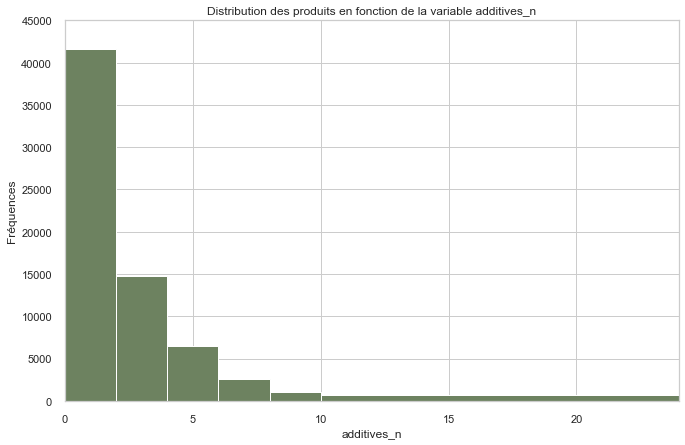 Distribution des produits en fonction de la variable additives_n
45000
40000
35000
30000
25000
20000
15000
10000
5000
0
Fréquences
0 5 10 15 20
additives_n